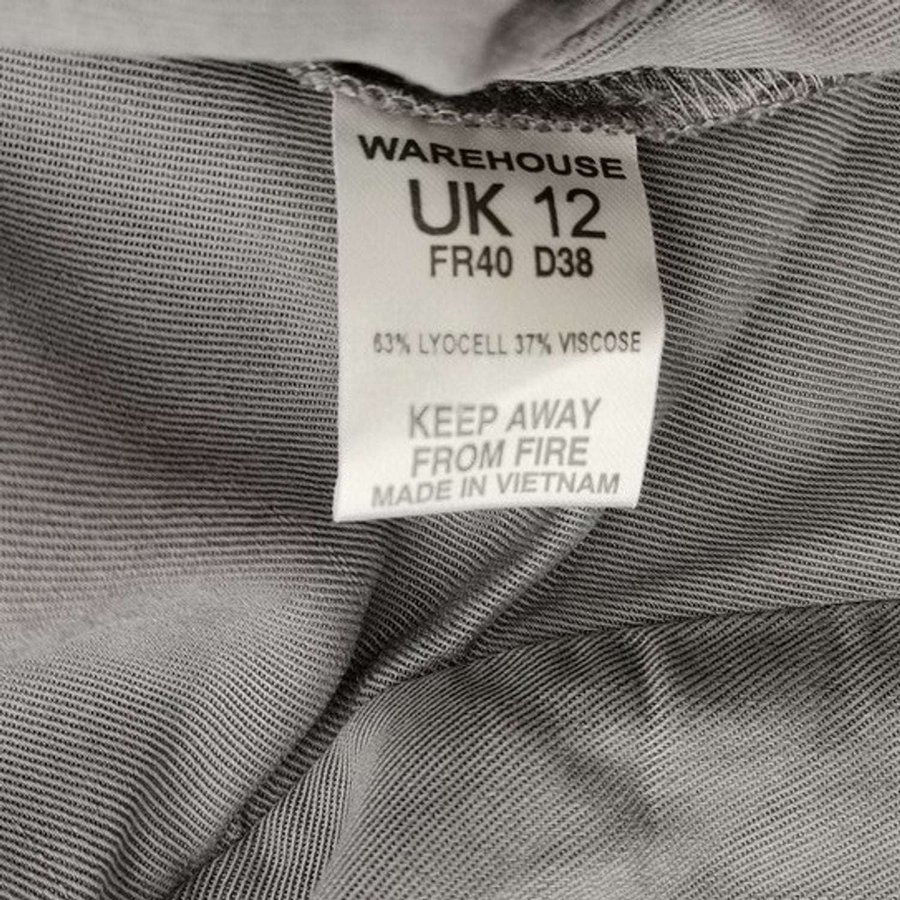 WAREHOUSE
UK 12
FR40 D38
63% LYOCELL 37% VISCOSE
KEEP AWAY
FROM FIRE
MADE IN VIETNAM